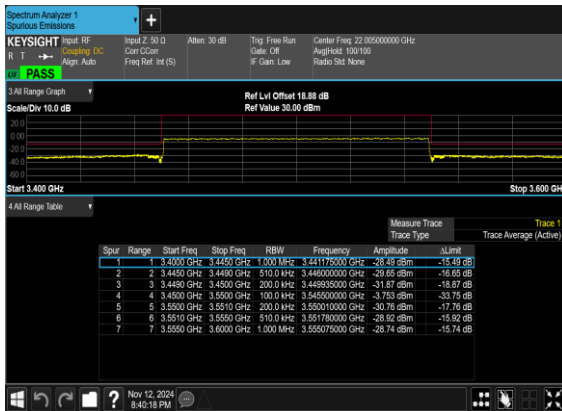 Spectrum Analyzer 1
Spurious Emissions
+
KEYSIGHT Input: RF Input Z: 50 Ω Atten: 30 dB Trig: Free Run Center Freq: 22.005000000 GHz
R T Coupling: DC Corr CCorr Gate: Off Avg|Hold: 100/100
Align: Auto Freq Ref: Int (S) IF Gain: Low Radio Std: None
PASS
3 All Range Graph
Ref Lvl Offset 18.88 dB
Scale/Div 10.0 dB Ref Value 30.00 dBm
20.0
0.00
-20.0
-40.0
-60.0
Start 3.400 GHz Stop 3.600 GH
4 All Range Table
Measure Trace Trace 1
Trace Type Trace Average (Active)
Spur Range Start Freq Stop Freq RBW Frequency Amplitude ΔLimit
1 1 3.4000 GHz 3.4450 GHz 1.000 MHz 3.441175000 GHz -28.49 dBm -15.49 dB
2 2 3.4450 GHz 3.4490 GHz 510.0 kHz 3.446000000 GHz -29.65 dBm -16.65 dB
3 3 3.4490 GHz 3.4500 GHz 200.0 kHz 3.449935000 GHz -31.87 dBm -18.87 dB
4 4 3.4500 GHz 3.5500 GHz 100.0 kHz 3.545500000 GHz -3.753 dBm -33.75 dB
5 5 3.5500 GHz 3.5510 GHz 200.0 kHz 3.550010000 GHz -30.76 dBm -17.76 dB
6 6 3.5510 GHz 3.5550 GHz 510.0 kHz 3.551780000 GHz -28.92 dBm -15.92 dB
7 7 3.5550 GHz 3.6000 GHz 1.000 MHz 3.555075000 GHz -28.74 dBm -15.74 dB
?
Nov 12, 2024
8:40:18 PM